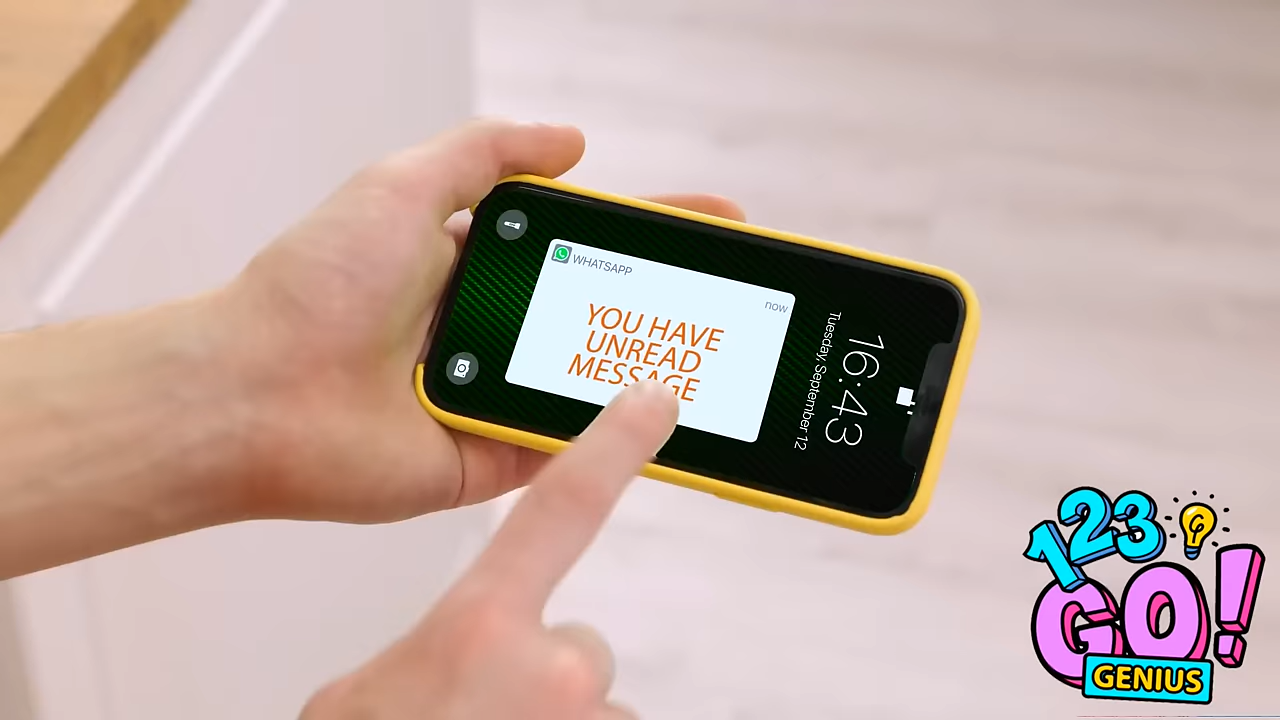 WHATSAPP
now
YOU HAVE
UNREAD
MESSAGE
16:43
Tuesday, September 12
123
GO!
GENIUS